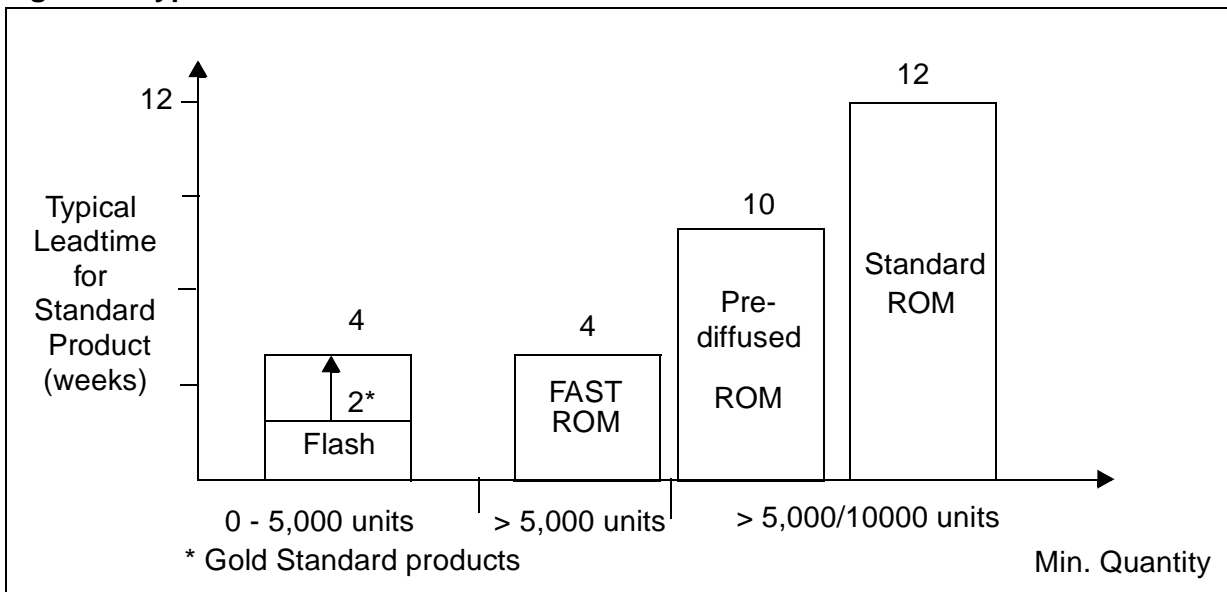 12
12
10
4
4
Typical
Leadtime
for
Standard
Product
(weeks)
2*
Flash
FAST
ROM
Pre-
diffused
ROM
Standard
ROM
0 - 5,000 units
> 5,000 units
> 5,000/10000 units
* Gold Standard products
Min. Quantity